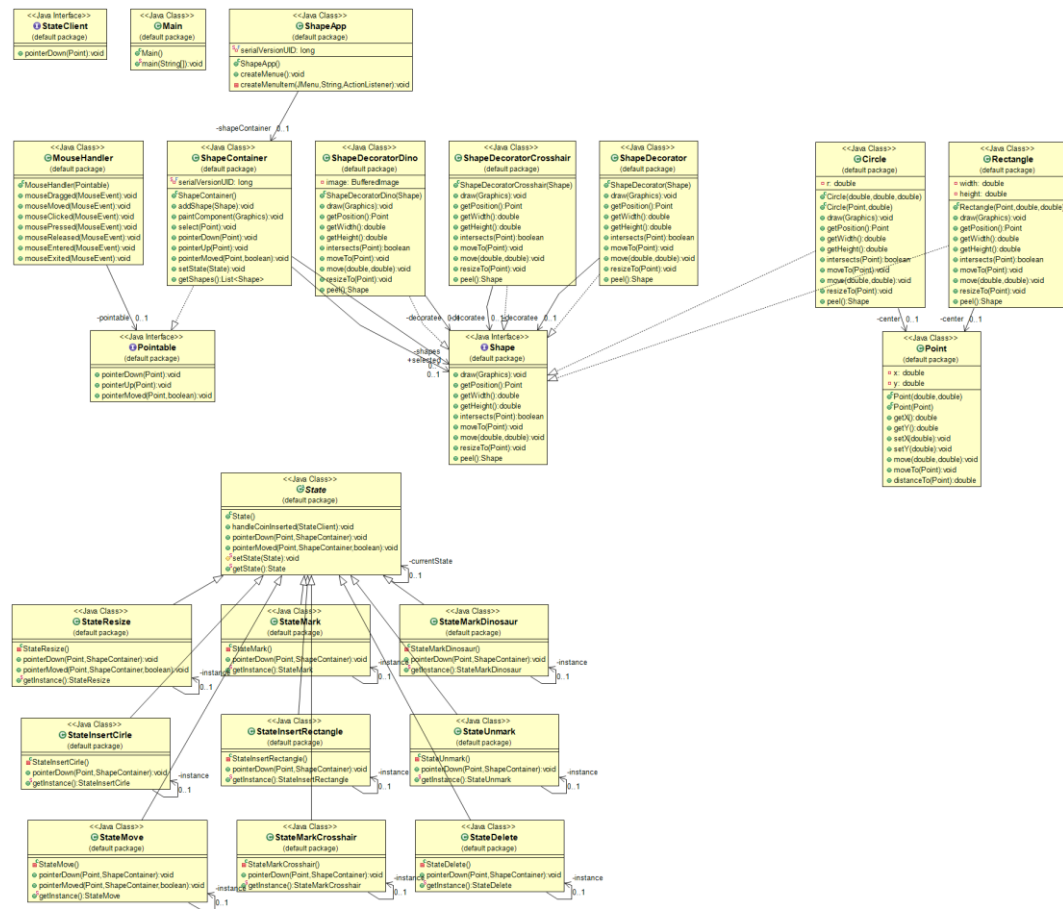 <<Java Interface>>
StateClient
(default package)
pointerDown(Point):void
<<Java Class>>
Main
(default package)
Main()
main(String[]):void
<<Java Class>>
ShapeApp
(default package)
serialVersionUID: long
ShapeApp()
createMenue():void
createMenuItem(JMenu,String,ActionListener):void
-shapeContainer 0..1
<<Java Class>>
MouseHandler
(default package)
MouseHandler(Pointable)
mouseDragged(MouseEvent):void
mouseMoved(MouseEvent):void
mouseClicked(MouseEvent):void
mousePressed(MouseEvent):void
mouseReleased(MouseEvent):void
mouseEntered(MouseEvent):void
mouseExited(MouseEvent):void
<<Java Class>>
ShapeContainer
(default package)
serialVersionUID: long
ShapeContainer()
addShape(Shape):void
paintComponent(Graphics):void
select(Point):void
pointerDown(Point):void
pointerUp(Point):void
pointerMoved(Point,boolean):void
setState(State):void
getShapes():List<Shape>
<<Java Class>>
ShapeDecoratorDino
(default package)
image: BufferedImage
ShapeDecoratorDino(Shape)
draw(Graphics):void
getPosition():Point
getWidth():double
getHeight():double
intersects(Point):boolean
moveTo(Point):void
move(double,double):void
resizeTo(Point):void
peel():Shape
<<Java Class>>
ShapeDecoratorCrosshair
(default package)
ShapeDecoratorCrosshair(Shape)
draw(Graphics):void
getPosition():Point
getWidth():double
getHeight():double
intersects(Point):boolean
moveTo(Point):void
move(double,double):void
resizeTo(Point):void
peel():Shape
<<Java Class>>
ShapeDecorator
(default package)
ShapeDecorator(Shape)
draw(Graphics):void
getPosition():Point
getWidth():double
getHeight():double
intersects(Point):boolean
moveTo(Point):void
move(double,double):void
resizeTo(Point):void
peel():Shape
<<Java Class>>
Circle
(default package)
r: double
Circle(double,double,double)
Circle(Point,double)
draw(Graphics):void
getPosition():Point
getWidth():double
getHeight():double
intersects(Point):boolean
moveTo(Point):void
move(double,double):void
resizeTo(Point):void
peel():Shape
<<Java Class>>
Rectangle
(default package)
width: double
height: double
Rectangle(Point,double,double)
draw(Graphics):void
getPosition():Point
getWidth():double
getHeight():double
intersects(Point):boolean
moveTo(Point):void
move(double,double):void
resizeTo(Point):void
peel():Shape
-pointable 0..1
-decoratee
0..1
-decoratee 0..1
-center 0..1
-center 0..1
-shapes
+selected
0..1
<<Java Interface>>
Pointable
(default package)
pointerDown(Point):void
pointerUp(Point):void
pointerMoved(Point,boolean):void
<<Java Interface>>
Shape
(default package)
draw(Graphics):void
getPosition():Point
getWidth():double
getHeight():double
intersects(Point):boolean
moveTo(Point):void
move(double,double):void
resizeTo(Point):void
peel():Shape
<<Java Class>>
Point
(default package)
x: double
y: double
Point(double,double)
Point(Point)
getX():double
getY():double
setX(double):void
setY(double):void
move(double,double):void
moveTo(Point):void
distanceTo(Point):double
<<Java Class>>
State
(default package)
State()
handleCoinInserted(StateClient):void
pointerDown(Point,ShapeContainer):void
pointerMoved(Point,ShapeContainer,boolean):void
setState(State):void
getState():State
-currentState
0..1
<<Java Class>>
StateResize
(default package)
StateResize()
pointerDown(Point,ShapeContainer):void
pointerMoved(Point,ShapeContainer,boolean):void
getInstance():StateResize
-instance
0..1
<<Java Class>>
StateMark
(default package)
StateMark()
pointerDown(Point,ShapeContainer):void
getInstance():StateMark
-instance
0..1
<<Java Class>>
StateMarkDinosaur
(default package)
StateMarkDinosaur()
pointerDown(Point,ShapeContainer):void
getInstance():StateMarkDinosaur
-instance
0..1
<<Java Class>>
StateInsertCirle
(default package)
StateInsertCirle()
pointerDown(Point,ShapeContainer):void
getInstance():StateInsertCirle
-instance
0..1
<<Java Class>>
StateInsertRectangle
(default package)
StateInsertRectangle()
pointerDown(Point,ShapeContainer):void
getInstance():StateInsertRectangle
-instance
0..1
<<Java Class>>
StateUnmark
(default package)
StateUnmark()
pointerDown(Point,ShapeContainer):void
getInstance():StateUnmark
-instance
0..1
<<Java Class>>
StateMove
(default package)
StateMove()
pointerDown(Point,ShapeContainer):void
pointerMoved(Point,ShapeContainer,boolean):void
getInstance():StateMove
-instance
0..1
<<Java Class>>
StateMarkCrosshair
(default package)
StateMarkCrosshair()
pointerDown(Point,ShapeContainer):void
getInstance():StateMarkCrosshair
-instance
0..1
<<Java Class>>
StateDelete
(default package)
StateDelete()
pointerDown(Point,ShapeContainer):void
getInstance():StateDelete
-instance
0..1